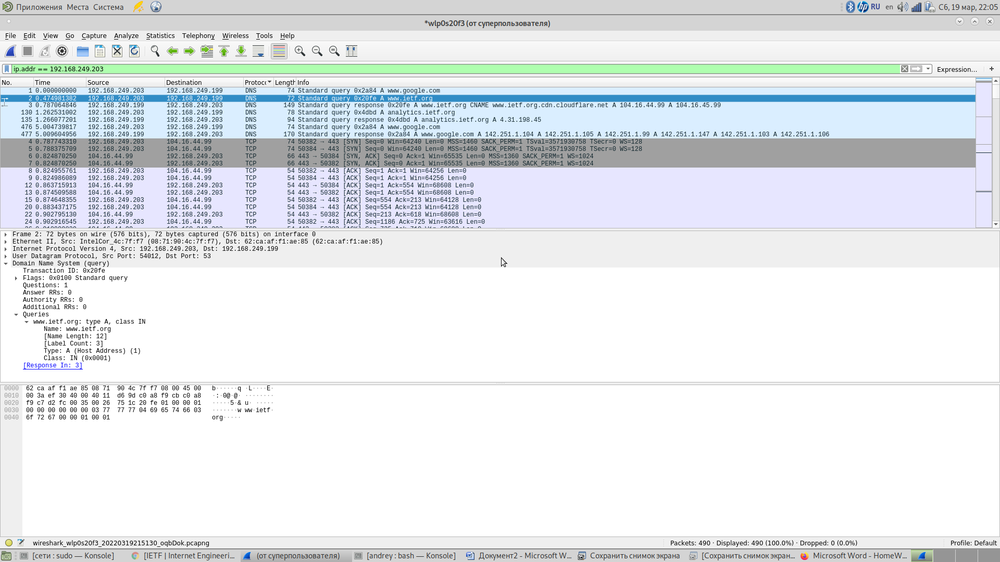 Приложения Места Система RU en Сб, 19 мар, 22:05
*wlp0s20f3 (от суперпользователя)
File Edit View Go Capture Analyze Statistics Telephony Wireless Tools Help
ip.addr == 192.168.249.203 Expression... +
No. Time Source Destination Protoc Length Info
1 0.000000000 192.168.249.203 192.168.249.199 DNS 74 Standard query 0x2a84 A www.google.com
2 0.474981382 192.168.249.203 192.168.249.199 DNS 72 Standard query 0x20fe A www.ietf.org
3 0.787064846 192.168.249.199 192.168.249.203 DNS 149 Standard query response 0x20fe A www.ietf.org CNAME www.ietf.org.cdn.cloudflare.net A 104.16.44.99 A 104.16.45.99
130 1.262531002 192.168.249.203 192.168.249.199 DNS 78 Standard query 0x4dbd A analytics.ietf.org
135 1.266077201 192.168.249.199 192.168.249.203 DNS 94 Standard query response 0x4dbd A analytics.ietf.org A 4.31.198.45
476 5.004739817 192.168.249.203 192.168.249.199 DNS 74 Standard query 0x2a84 A www.google.com
477 5.009604956 192.168.249.199 192.168.249.203 DNS 170 Standard query response 0x2a84 A www.google.com A 142.251.1.104 A 142.251.1.105 A 142.251.1.99 A 142.251.1.147 A 142.251.1.103 A 142.251.1.106
4 0.787743310 192.168.249.203 104.16.44.99 TCP 74 50382 → 443 [SYN] Seq=0 Win=64240 Len=0 MSS=1460 SACK_PERM=1 TSval=3571930758 TSecr=0 WS=128
5 0.788375709 192.168.249.203 104.16.44.99 TCP 74 50384 → 443 [SYN] Seq=0 Win=64240 Len=0 MSS=1460 SACK_PERM=1 TSval=3571930758 TSecr=0 WS=128
6 0.824870250 104.16.44.99 192.168.249.203 TCP 66 443 → 50384 [SYN, ACK] Seq=0 Ack=1 Win=65535 Len=0 MSS=1360 SACK_PERM=1 WS=1024
7 0.824870250 104.16.44.99 192.168.249.203 TCP 66 443 → 50382 [SYN, ACK] Seq=0 Ack=1 Win=65535 Len=0 MSS=1360 SACK_PERM=1 WS=1024
8 0.824955761 192.168.249.203 104.16.44.99 TCP 54 50382 → 443 [ACK] Seq=1 Ack=1 Win=64256 Len=0
9 0.824986089 192.168.249.203 104.16.44.99 TCP 54 50384 → 443 [ACK] Seq=1 Ack=1 Win=64256 Len=0
12 0.863715913 104.16.44.99 192.168.249.203 TCP 54 443 → 50384 [ACK] Seq=1 Ack=554 Win=68608 Len=0
13 0.874509588 104.16.44.99 192.168.249.203 TCP 54 443 → 50382 [ACK] Seq=1 Ack=554 Win=68608 Len=0
15 0.874648355 192.168.249.203 104.16.44.99 TCP 54 50382 → 443 [ACK] Seq=554 Ack=213 Win=64128 Len=0
20 0.883437175 192.168.249.203 104.16.44.99 TCP 54 50384 → 443 [ACK] Seq=554 Ack=213 Win=64128 Len=0
22 0.902795130 104.16.44.99 192.168.249.203 TCP 54 443 → 50382 [ACK] Seq=213 Ack=618 Win=68608 Len=0
24 0.902916545 192.168.249.203 104.16.44.99 TCP 54 50382 → 443 [ACK] Seq=1186 Ack=725 Win=63616 Len=0
Frame 2: 72 bytes on wire (576 bits), 72 bytes captured (576 bits) on interface 0
Ethernet II, Src: IntelCor_4c:7f:f7 (08:71:90:4c:7f:f7), Dst: 62:ca:af:f1:ae:85 (62:ca:af:f1:ae:85)
Internet Protocol Version 4, Src: 192.168.249.203, Dst: 192.168.249.199
User Datagram Protocol, Src Port: 54012, Dst Port: 53
Domain Name System (query)
Transaction ID: 0x20fe
Flags: 0x0100 Standard query
Questions: 1
Answer RRs: 0
Authority RRs: 0
Additional RRs: 0
Queries
www.ietf.org: type A, class IN
Name: www.ietf.org
[Name Length: 12]
[Label Count: 3]
Type: A (Host Address) (1)
Class: IN (0x0001)
[Response In: 3]
0000 62 ca af f1 ae 85 08 71 90 4c 7f f7 08 00 45 00 b······q ·L····E·
0010 00 3a ef 30 40 00 40 11 d6 9d c0 a8 f9 cb c0 a8 ·:·0@·@· ········
0020 f9 c7 d2 fc 00 35 00 26 75 1c 20 fe 01 00 00 01 ·····5·& u· ·····
0030 00 00 00 00 00 00 03 77 77 77 04 69 65 74 66 03 ·······w ww·ietf·
0040 6f 72 67 00 00 01 00 01 org·····
wireshark_wlp0s20f3_20220319215130_oqbDok.pcapng Packets: 490 · Displayed: 490 (100.0%) · Dropped: 0 (0.0%) Profile: Default
[сети : sudo — Konsole] [IETF | Internet Engineeri... (от суперпользователя) [andrey : bash — Konsole] Документ2 - Microsoft W... Сохранить снимок экрана [Сохранить снимок экран... Microsoft Word - HomeW...